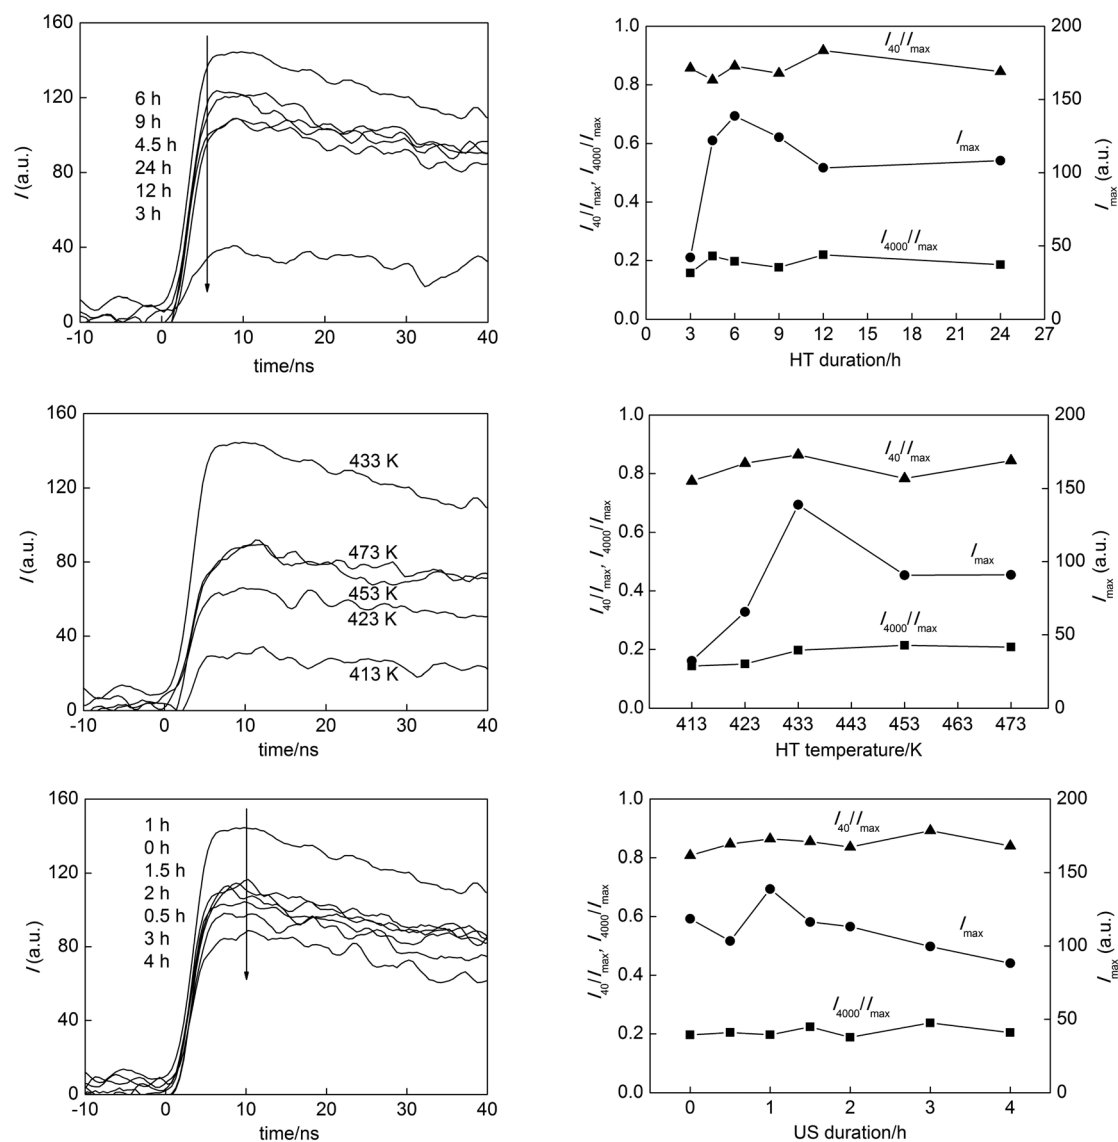 160
120
80
40
0
I (a.u.)
6 h
9 h
4.5 h
24 h
12 h
3 h
-10 0 10 20 30 40
time/ns
1.0
0.8
0.6
0.4
0.2
0.0
I40/Imax, I4000/Imax
I40/Imax
Imax
I4000/Imax
200
150
100
50
0
Imax (a.u.)
0 3 6 9 12 15 18 21 24 27
HT duration/h
160
120
80
40
0
I (a.u.)
433 K
473 K
453 K
423 K
413 K
-10 0 10 20 30 40
time/ns
1.0
0.8
0.6
0.4
0.2
0.0
I40/Imax, I4000/Imax
I40/Imax
Imax
I4000/Imax
200
150
100
50
0
Imax (a.u.)
413 423 433 443 453 463 473
HT temperature/K
160
120
80
40
0
I (a.u.)
1 h
0 h
1.5 h
2 h
0.5 h
3 h
4 h
-10 0 10 20 30 40
time/ns
1.0
0.8
0.6
0.4
0.2
0.0
I40/Imax, I4000/Imax
I40/Imax
Imax
I4000/Imax
200
150
100
50
0
Imax (a.u.)
0 1 2 3 4
US duration/h